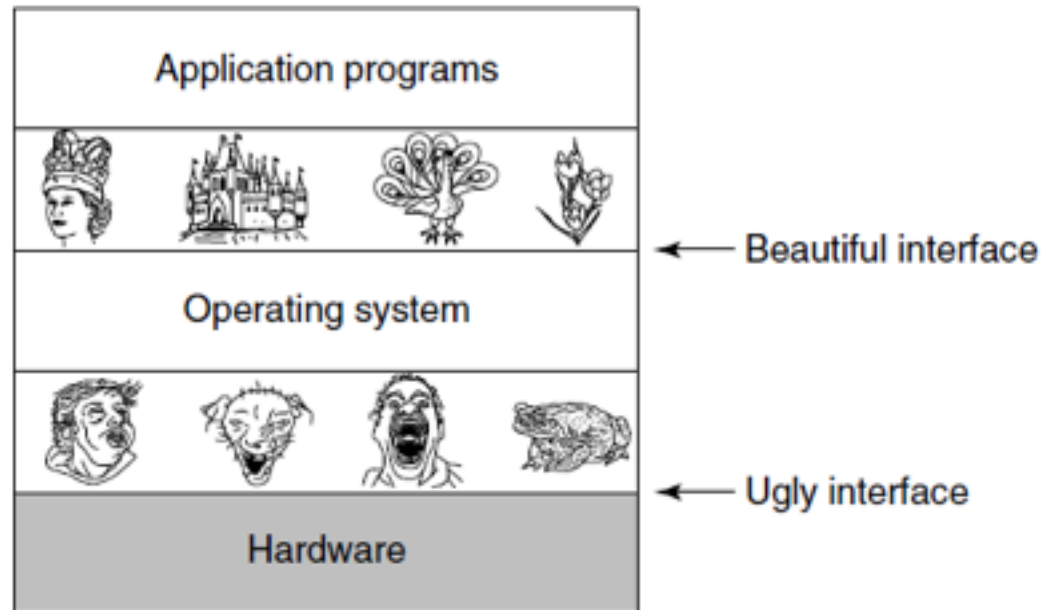 Application programs
Beautiful interface
Operating system
Ugly interface
Hardware